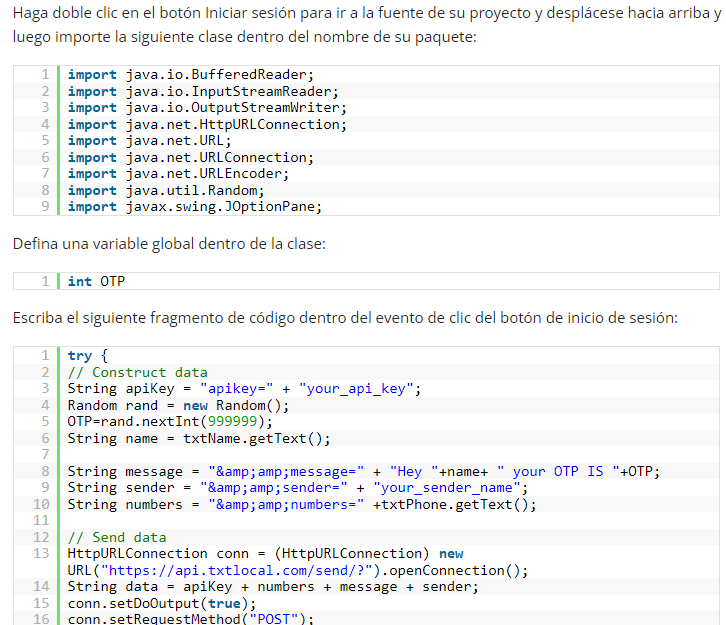 Haga doble clic en el botón Iniciar sesión para ir a la fuente de su proyecto y desplácese hacia arriba y
luego importe la siguiente clase dentro del nombre de su paquete:
1 import java.io.BufferedReader;
2 import java.io.InputStreamReader;
3 import java.io.OutputStreamWriter;
4 import java.net.HttpURLConnection;
5 import java.net.URL;
6 import java.net.URLConnection;
7 import java.net.URLEncoder;
8 import java.util.Random;
9 import javax.swing.JOptionPane;
Defina una variable global dentro de la clase:
1 int OTP
Escriba el siguiente fragmento de código dentro del evento de clic del botón de inicio de sesión:
1 try {
2 // Construct data
3 String apiKey = "apikey=" + "your_api_key";
4 Random rand = new Random();
5 OTP=rand.nextInt(999999);
6 String name = txtName.getText();
7
8 String message = "&amp;amp;message=" + "Hey "+name+ " your OTP IS "+OTP;
9 String sender = "&amp;amp;sender=" + "your_sender_name";
10 String numbers = "&amp;amp;numbers=" +txtPhone.getText();
11
12 // Send data
13 HttpURLConnection conn = (HttpURLConnection) new
URL("https://api.txtlocal.com/send/?").openConnection();
14 String data = apiKey + numbers + message + sender;
15 conn.setDoOutput(true);
16 conn.setRequestMethod("POST");